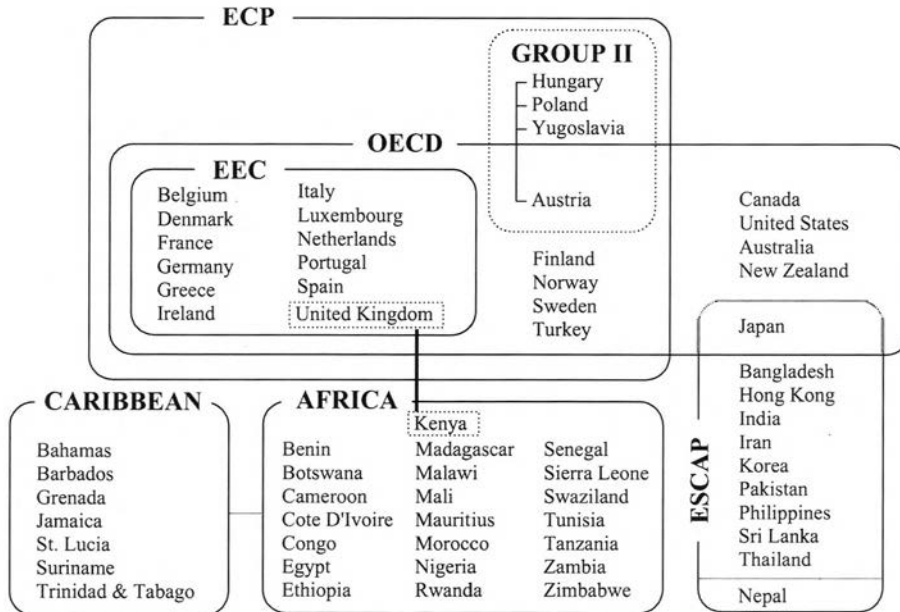 ECP
GROUP II
Hungary
Poland
Yugoslavia
Austria
OECD
EEC
Belgium
Denmark
France
Germany
Greece
Ireland
Italy
Luxembourg
Netherlands
Portugal
Spain
United Kingdom
Finland
Norway
Sweden
Turkey
Canada
United States
Australia
New Zealand
Japan
CARIBBEAN
Bahamas
Barbados
Grenada
Jamaica
St. Lucia
Suriname
Trinidad & Tabago
AFRICA
Benin
Botswana
Cameroon
Cote D'Ivoire
Congo
Egypt
Ethiopia
Kenya
Madagascar
Malawi
Mali
Mauritius
Morocco
Nigeria
Rwanda
Senegal
Sierra Leone
Swaziland
Tunisia
Tanzania
Zambia
Zimbabwe
ESCAP
Bangladesh
Hong Kong
India
Iran
Korea
Pakistan
Philippines
Sri Lanka
Thailand
Nepal